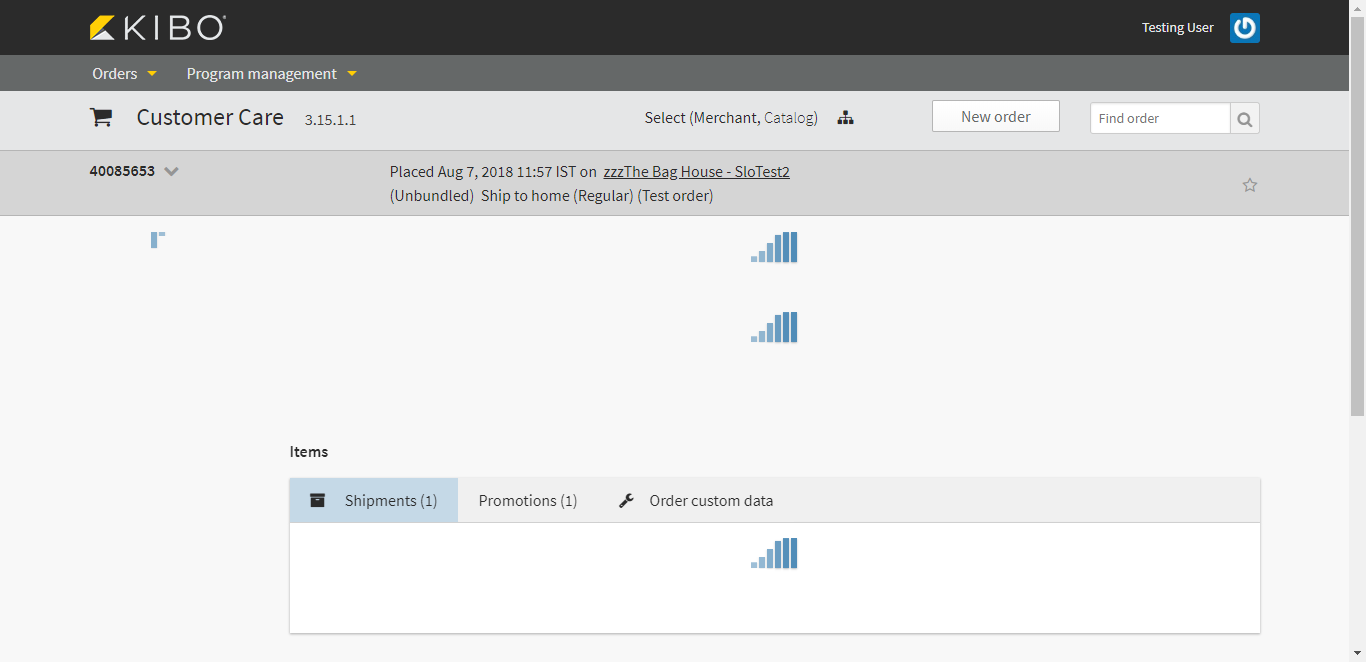 KIBO
Testing User
Orders Program management
Customer Care 3.15.1.1 Select (Merchant, Catalog) New order Find order
40085653 Placed Aug 7, 2018 11:57 IST on zzzThe Bag House - SloTest2
(Unbundled) Ship to home (Regular) (Test order)
Items
Shipments (1) Promotions (1) Order custom data